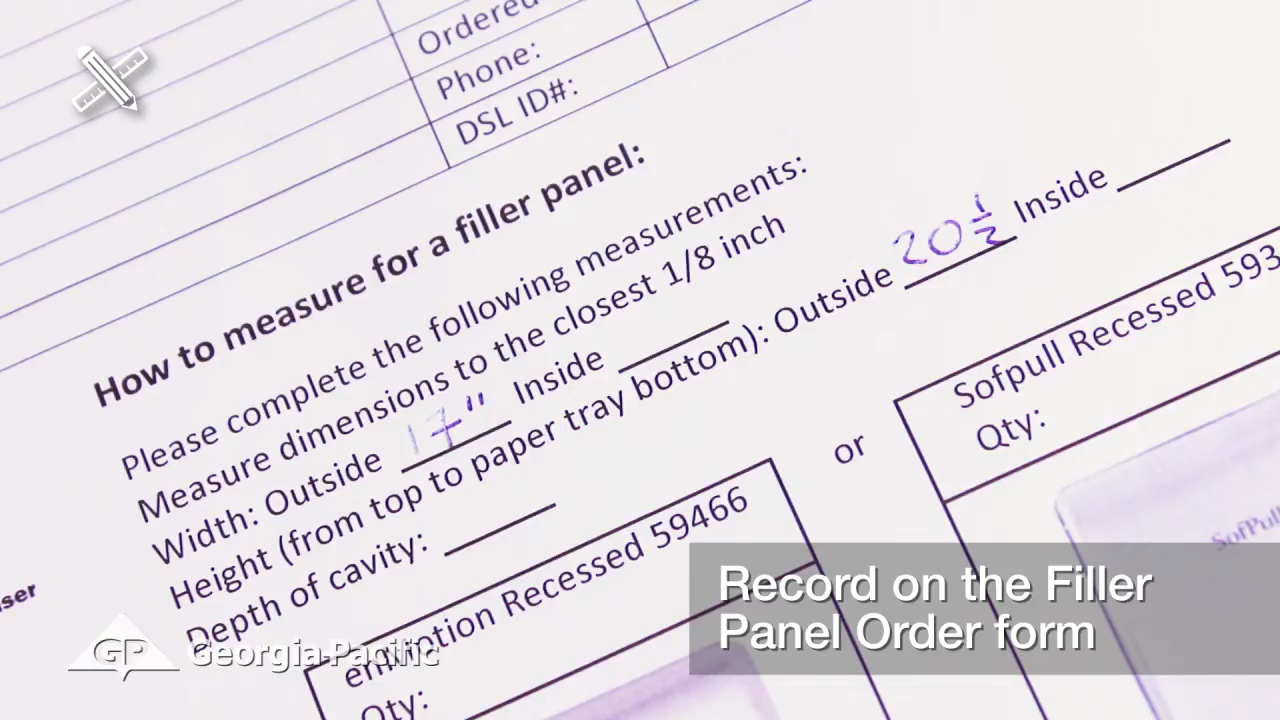 Ordered
Phone:
DSL ID#:
How to measure for a filler panel:
Please complete the following measurements:
Measure dimensions to the closest 1/8 inch
Width: Outside 17" Inside
Height (from top to paper tray bottom): Outside 20 1/2 Inside
Depth of cavity:
or
Recessed 59466
Qty:
Sofpull Recessed 593
Qty:
SofPull
Record on the Filler
Panel Order form
GP Georgia-Pacific